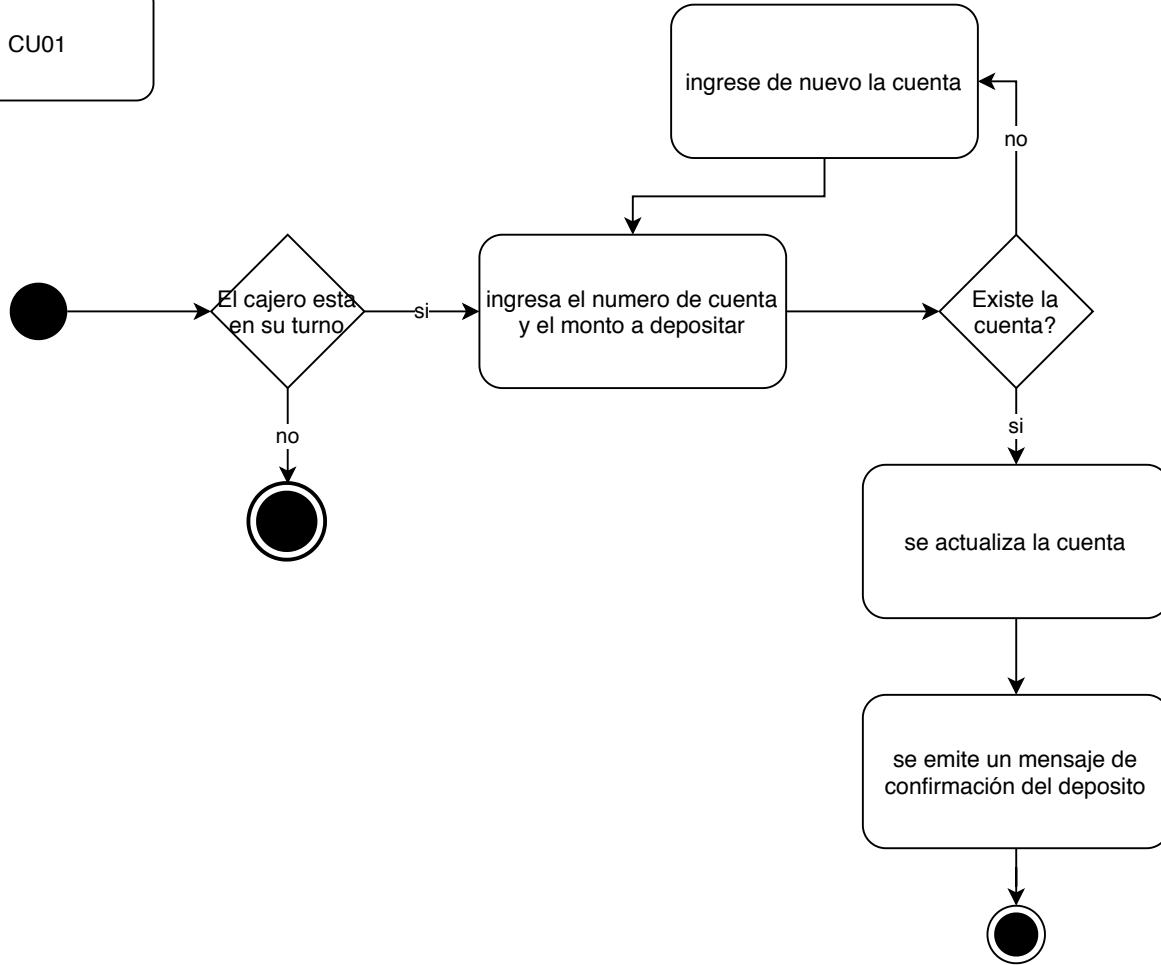 CU01
ingrese de nuevo la cuenta
no
El cajero esta
en su turno
si
ingresa el numero de cuenta
y el monto a depositar
Existe la
cuenta?
no
si
se actualiza la cuenta
se emite un mensaje de
confirmación del deposito